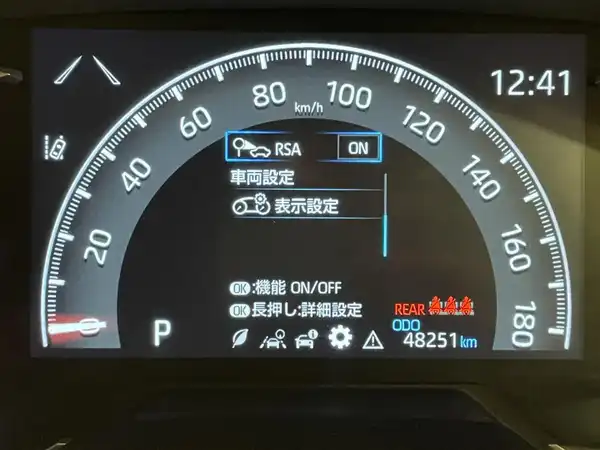 12:41
0
20
40
60
80
100
120
140
160
180
km/h
RSA ON
車両設定
表示設定
OK:機能 ON/OFF
OK長押し:詳細設定
REAR
P
ODO
48251km